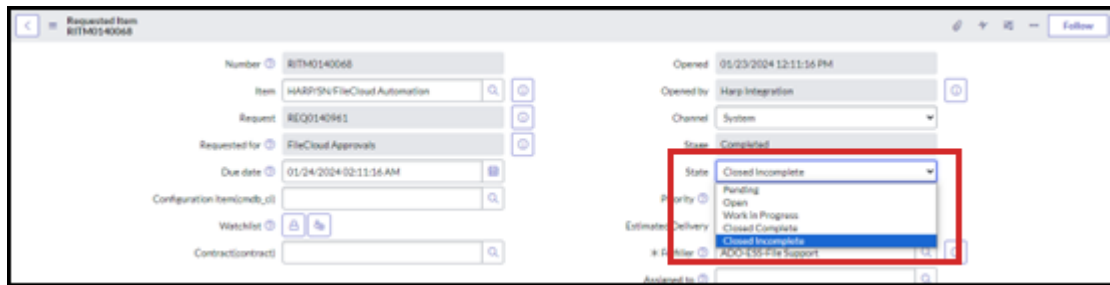 Requested Item
RITM0140068
Follow
Number RITM0140068
Opened 01/23/2024 12:11:16 PM
Item HARP/SN/FileCloud Automation
Opened by Harp Integration
Request REQ0140961
Channel System
Requested for FileCloud Approvals
Stage Completed
Due date 01/24/2024 02:11:16 AM
State Closed Incomplete
Pending
Configuration item(cmdb_ci)
Priority
Open
Work in Progress
Watchlist
Estimated Delivery
Closed Complete
Closed Incomplete
Contract(contract)
Fulfiller ADO-ESS-File Support
Assigned to